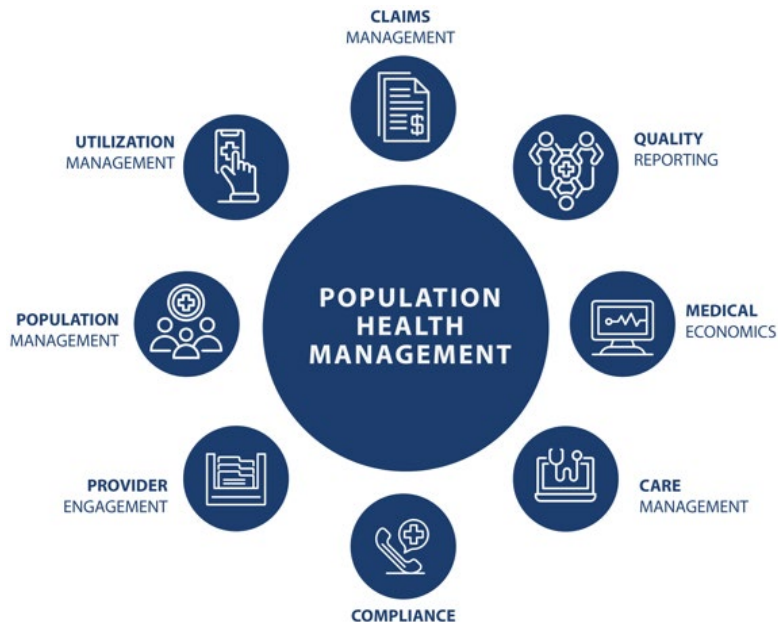 CLAIMS
MANAGEMENT
UTILIZATION
MANAGEMENT
QUALITY
REPORTING
$
POPULATION
HEALTH
MANAGEMENT
POPULATION
MANAGEMENT
MEDICAL
ECONOMICS
PROVIDER
ENGAGEMENT
CARE
MANAGEMENT
COMPLIANCE